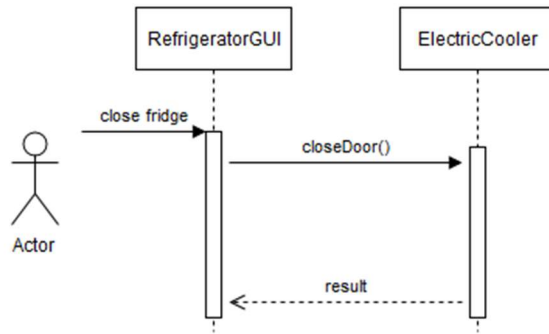 RefrigeratorGUI
ElectricCooler
close fridge
closeDoor()
Actor
result